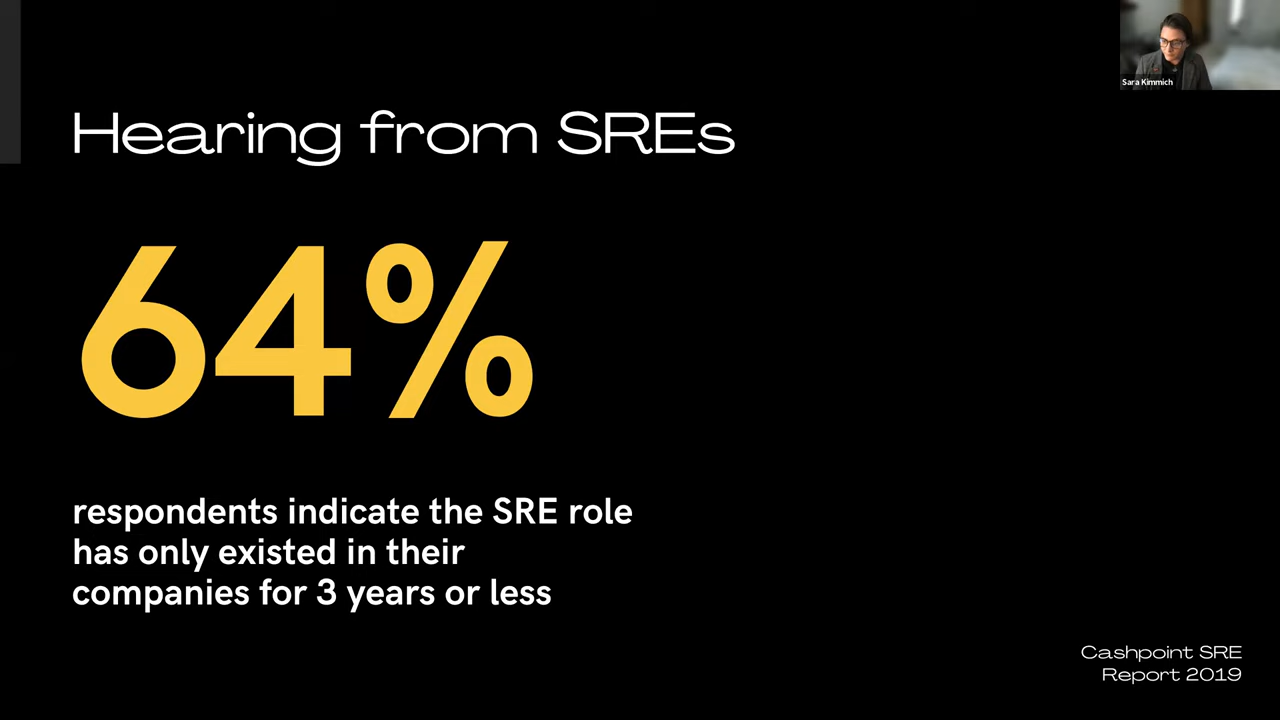 Sara Kimmich
Hearing from SREs
64%
respondents indicate the SRE role
has only existed in their
companies for 3 years or less
Cashpoint SRE
Report 2019